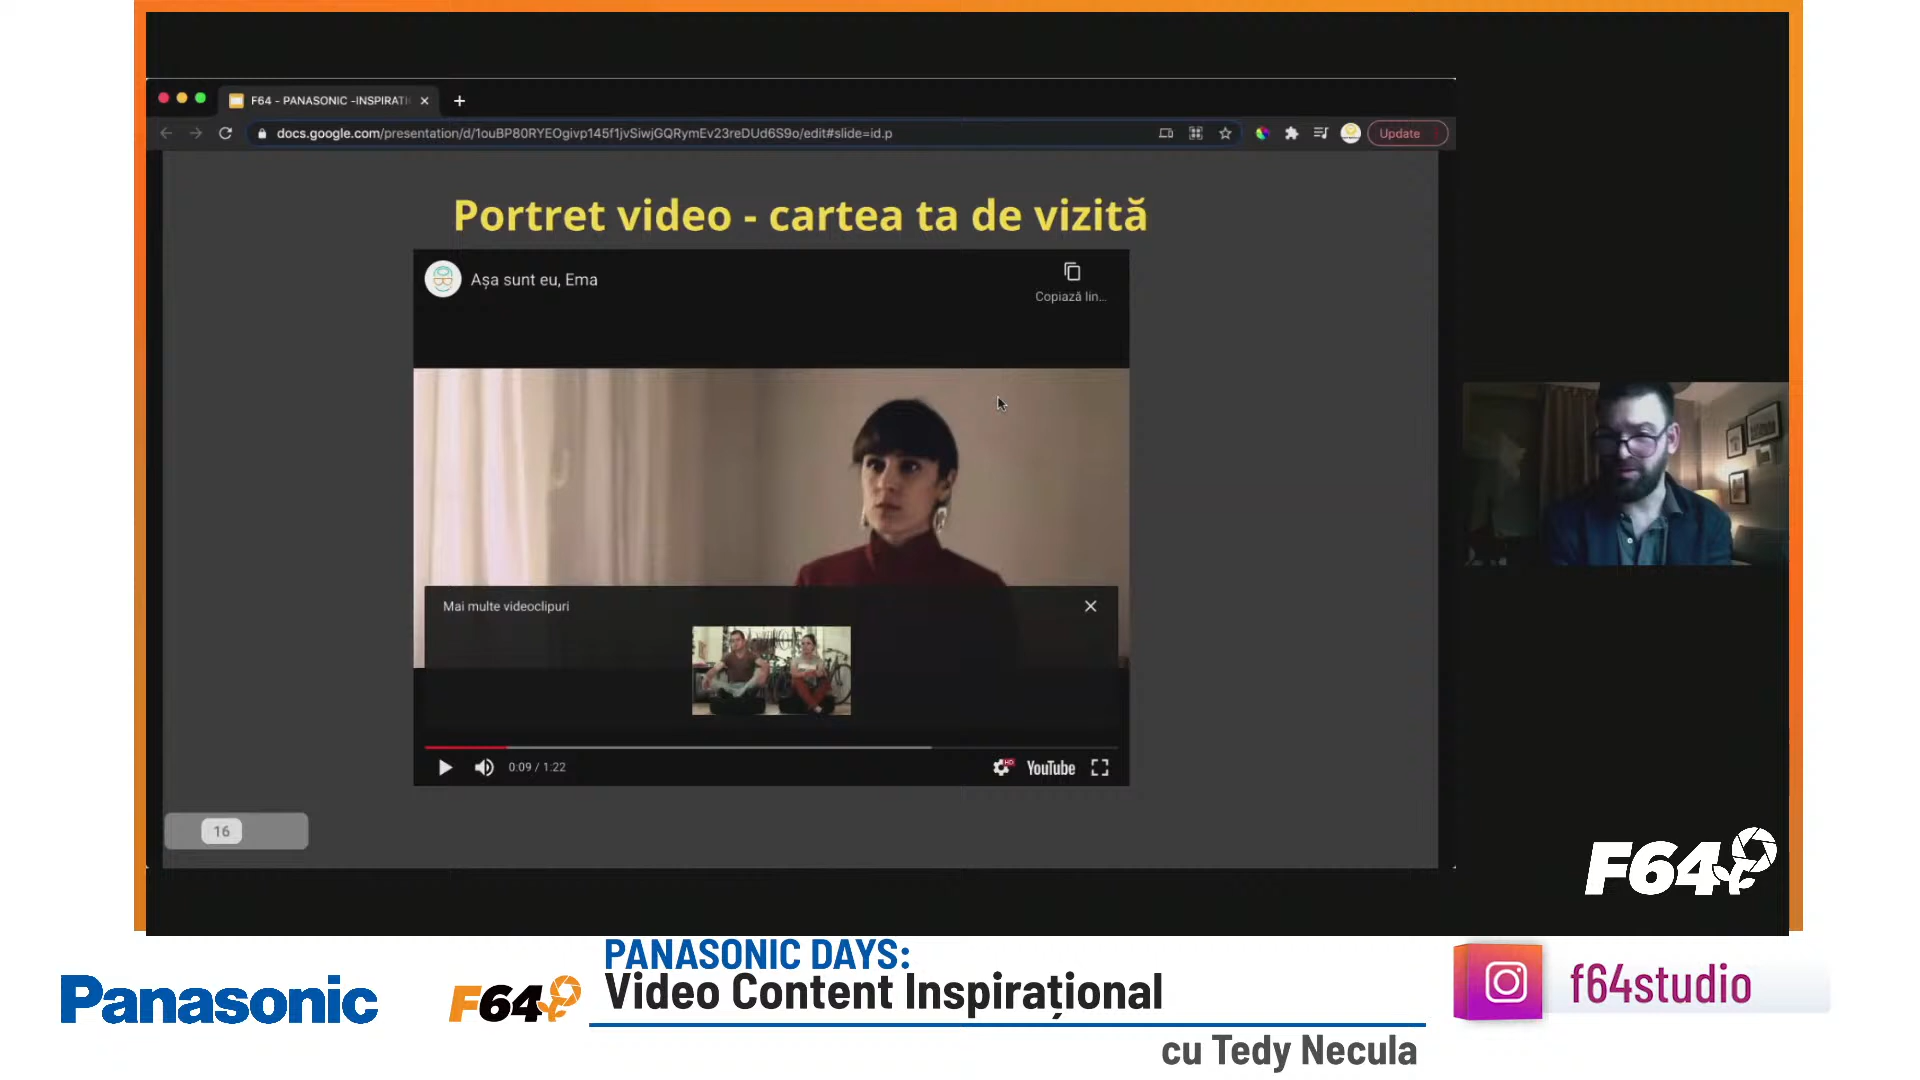 F64 - PANASONIC -INSPIRATI
Update
docs.google.com/presentation/d/1ouBP80RYEOgivp145f1jvSiwjGQRymEv23reDUd6S9o/edit#slide=id.p
Portret video - cartea ta de vizită
Așa sunt eu, Ema
Copiază lin...
Mai multe videoclipuri
0:09 / 1:22
HD
YouTube
16
F64
PANASONIC DAYS:
Video Content Inspirațional
Panasonic
F64
f64studio
cu Tedy Necula